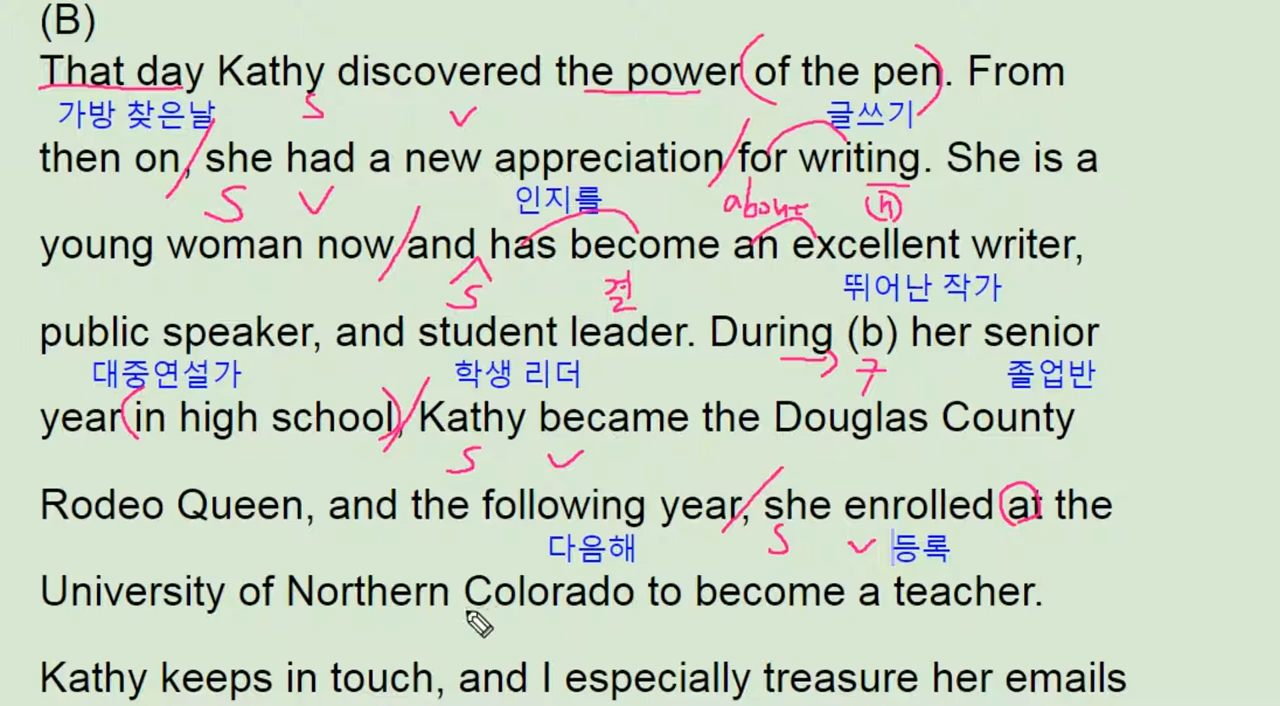 (B)
That day Kathy discovered the power (of the pen). From
가방 찾은날 S v 글쓰기
then on, she had a new appreciation for writing. She is a
S v 인지를 about ⓝ
young woman now and has become an excellent writer,
S 결 뛰어난 작가
public speaker, and student leader. During (b) her senior
대중연설가 학생 리더 졸업반
year (in high school), Kathy became the Douglas County
S v
Rodeo Queen, and the following year, she enrolled at the
다음해 S v 등록
University of Northern Colorado to become a teacher.
Kathy keeps in touch, and I especially treasure her emails